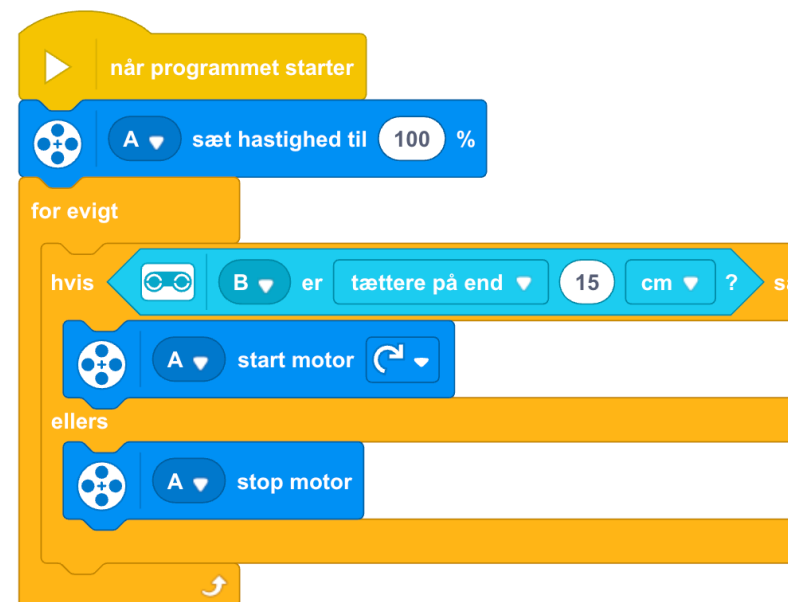 når programmet starter
A sæt hastighed til 100 %
for evigt
hvis B er tættere på end 15 cm ?
A start motor
ellers
A stop motor